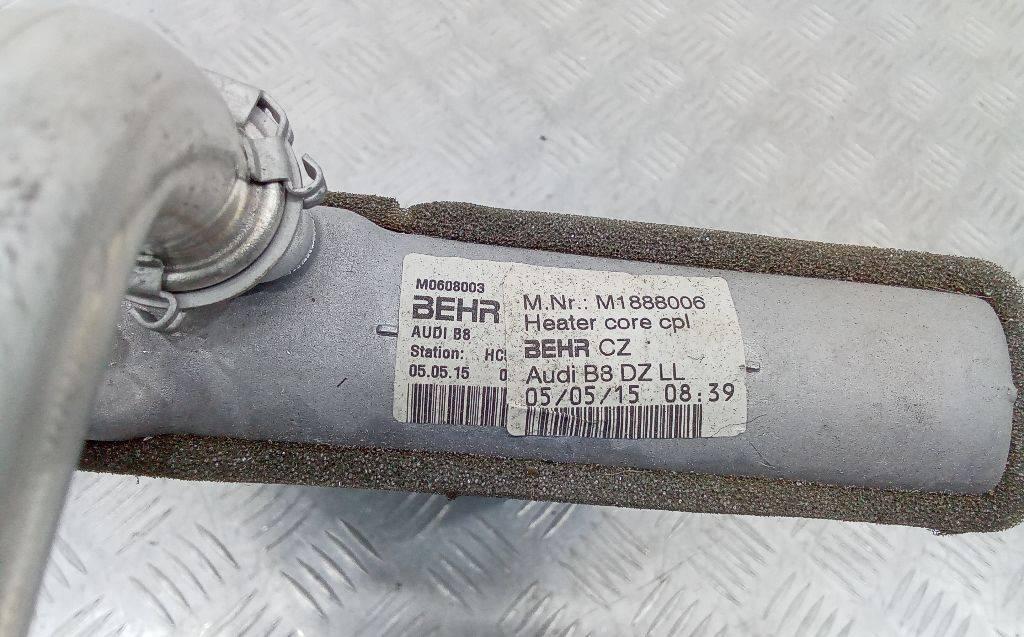 M0608003
BEHR
AUDI B8
Station:
05.05.15
M.Nr.: M1888006
Heater core cpl
BEHR CZ
Audi B8 DZ LL
05/05/15 08:39